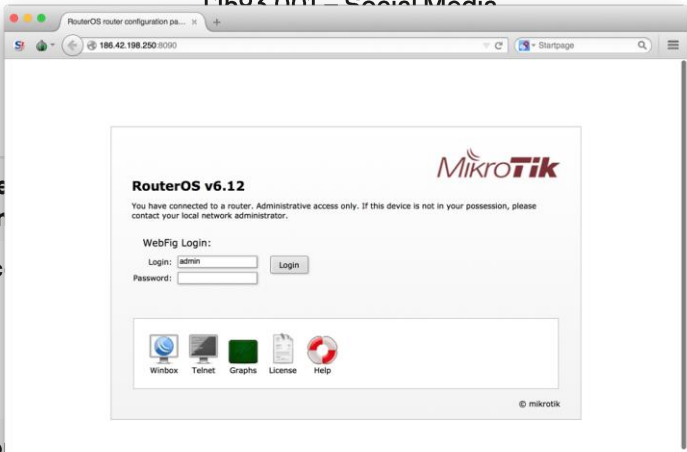 RouterOS router configuration pa...
186.42.198.250:8090
Startpage
MikroTik
RouterOS v6.12
You have connected to a router. Administrative access only. If this device is not in your possession, please
contact your local network administrator.
WebFig Login:
Login: admin
Login
Password:
Winbox Telnet Graphs License Help
© mikrotik